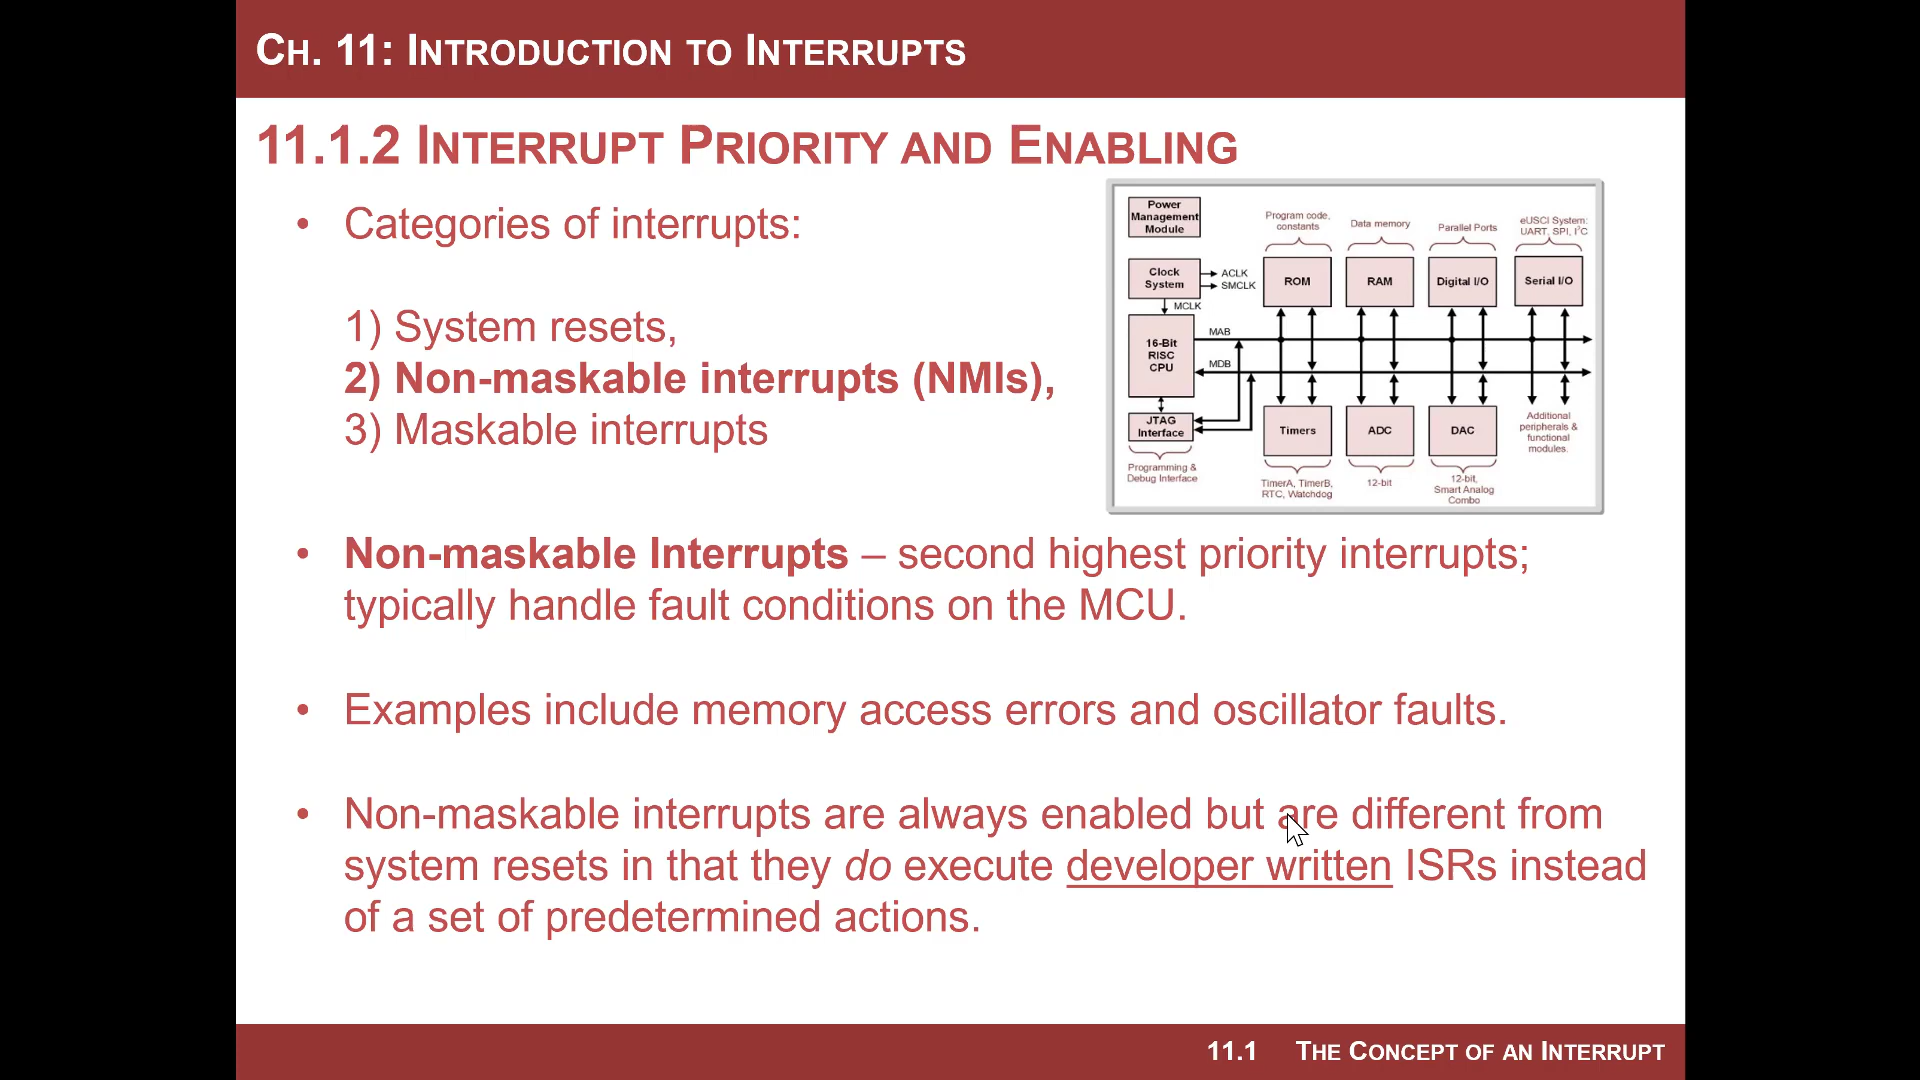 CH. 11: INTRODUCTION TO INTERRUPTS
11.1.2 INTERRUPT PRIORITY AND ENABLING
• Categories of interrupts:
1) System resets,
2) Non-maskable interrupts (NMIs),
3) Maskable interrupts
Power
Management
Module
Clock
System
ACLK
SMCLK
MCLK
16-Bit
RISC
CPU
JTAG
Interface
Programming &
Debug Interface
MAB
MDB
Program code,
constants
ROM
Data memory
RAM
Parallel Ports
Digital I/O
eUSCI System:
UART, SPI, I²C
Serial I/O
Timers
TimerA, TimerB,
RTC, Watchdog
ADC
12-bit
DAC
12-bit,
Smart Analog
Combo
Additional
peripherals &
functional
modules.
• Non-maskable Interrupts – second highest priority interrupts;
typically handle fault conditions on the MCU.
• Examples include memory access errors and oscillator faults.
• Non-maskable interrupts are always enabled but are different from
system resets in that they do execute developer written ISRs instead
of a set of predetermined actions.
11.1 THE CONCEPT OF AN INTERRUPT